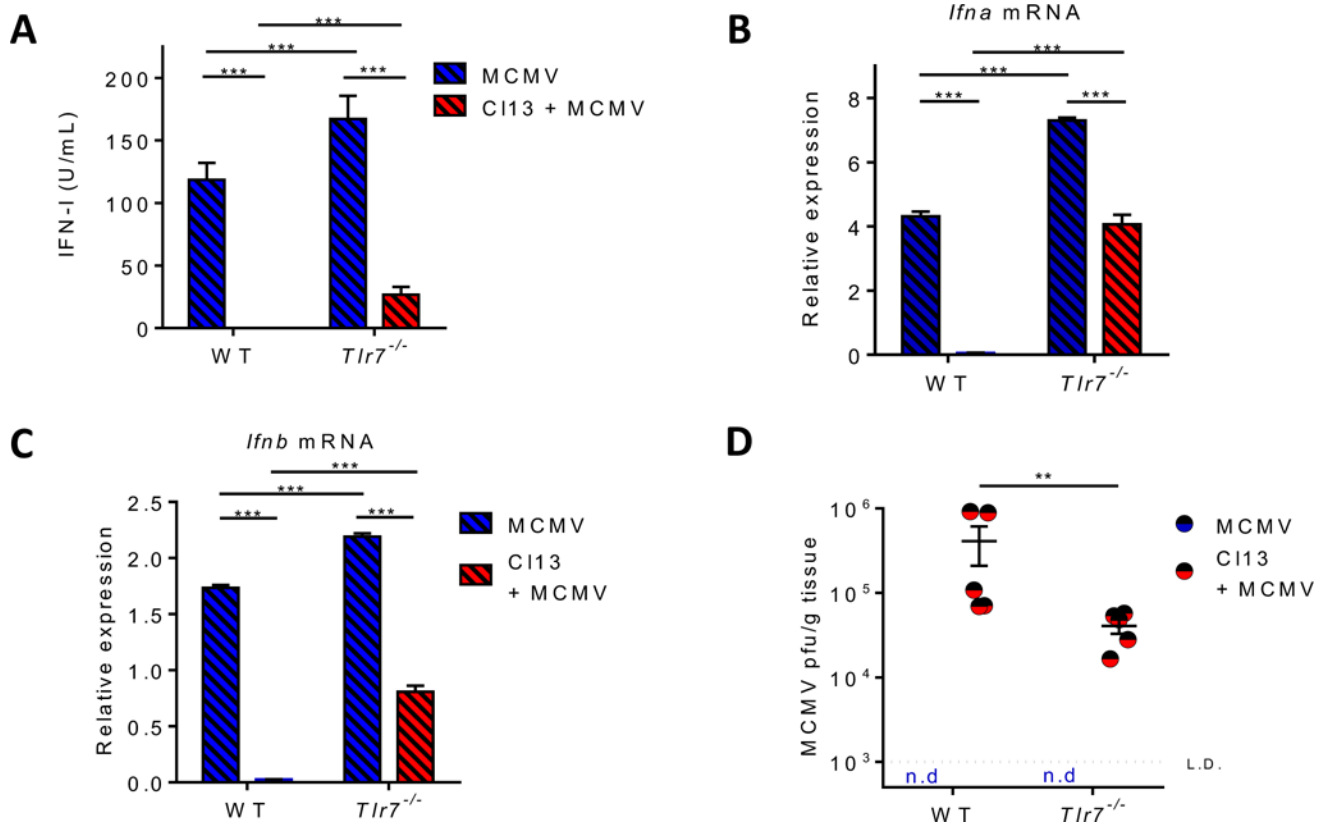 A
***
***
***
***
IFN-I (U/mL)
200
150
100
50
0
WT
Tlr7-/-
MCMV
Cl13 + MCMV
B
Ifna mRNA
***
***
***
***
Relative expression
8
6
4
2
0
WT
Tlr7-/-
C
Ifnb mRNA
***
***
***
***
Relative expression
2.5
2.0
1.5
1.0
0.5
0.0
WT
Tlr7-/-
MCMV
Cl13
+ MCMV
D
**
MCMV pfu/g tissue
10^6
10^5
10^4
10^3
n.d
n.d
L.D.
WT
Tlr7-/-
MCMV
Cl13
+ MCMV